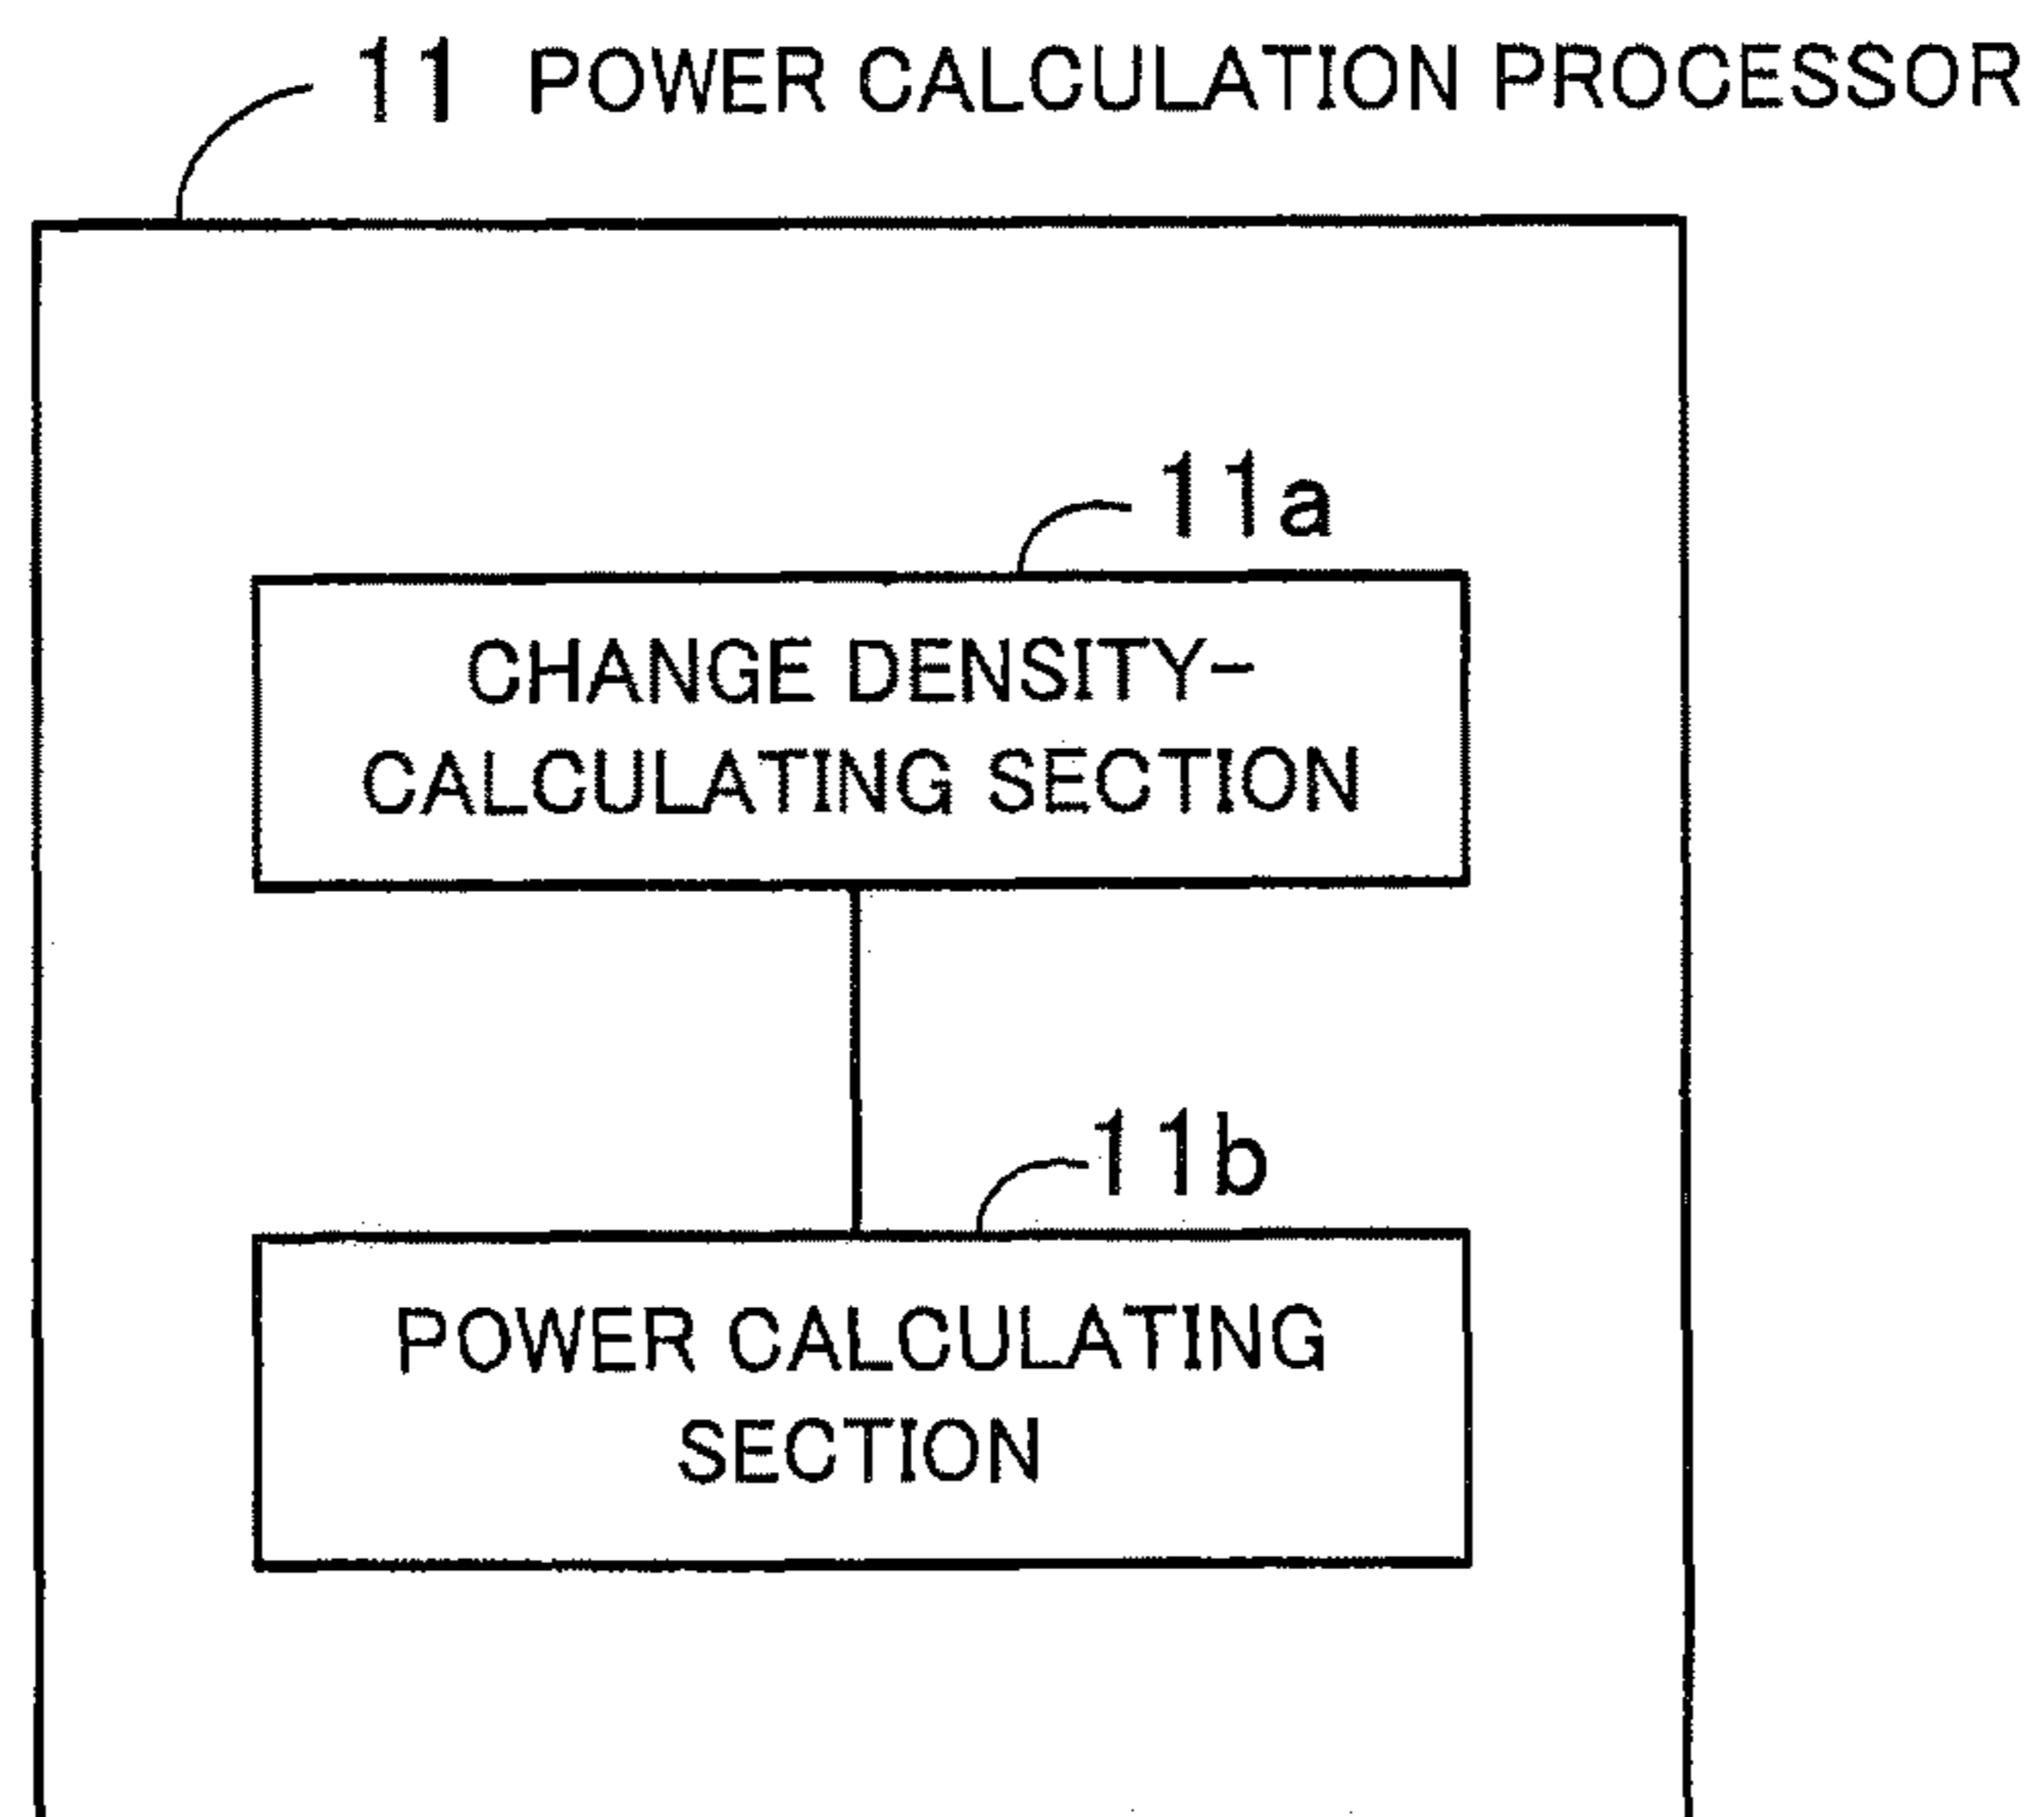 11 POWER CALCULATION PROCESSOR
11a
CHANGE DENSITY-
CALCULATING SECTION
11b
POWER CALCULATING
SECTION